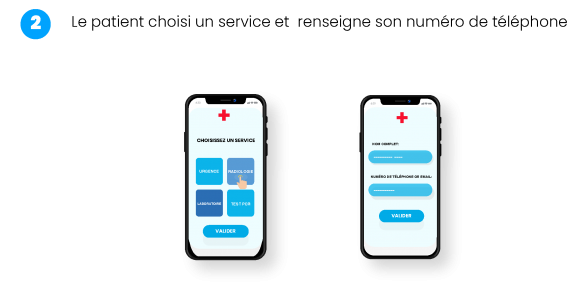 2 Le patient choisi un service et renseigne son numéro de téléphone
CHOISISSEZ UN SERVICE
URGENCE RADIOLOGIE
LABORATOIRE TEST PCR
VALIDER
NOM COMPLET:
NUMÉRO DE TÉLÉPHONE OR EMAIL:
VALIDER